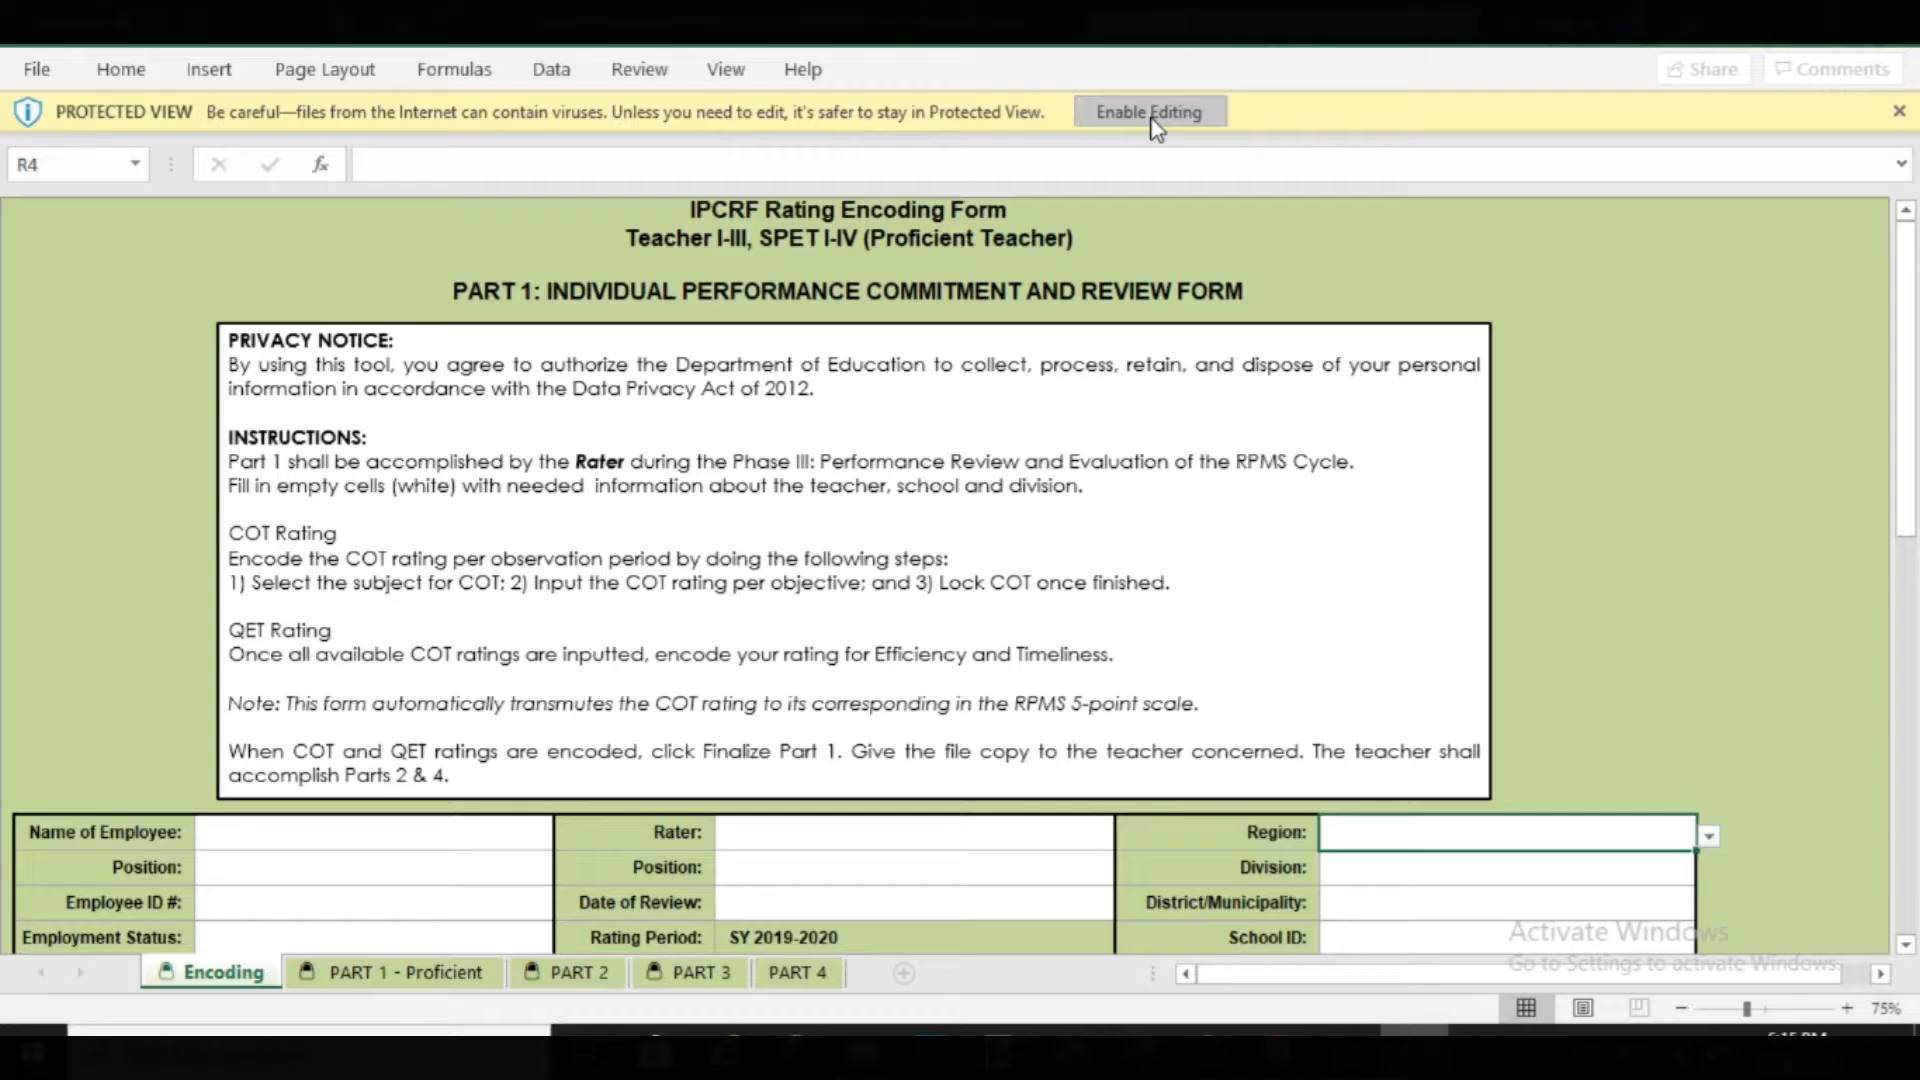 File Home Insert Page Layout Formulas Data Review View Help Share Comments
PROTECTED VIEW Be careful—files from the Internet can contain viruses. Unless you need to edit, it's safer to stay in Protected View. Enable Editing
R4 fx
IPCRF Rating Encoding Form
Teacher I-III, SPET I-IV (Proficient Teacher)
PART 1: INDIVIDUAL PERFORMANCE COMMITMENT AND REVIEW FORM
PRIVACY NOTICE:
By using this tool, you agree to authorize the Department of Education to collect, process, retain, and dispose of your personal
information in accordance with the Data Privacy Act of 2012.
INSTRUCTIONS:
Part 1 shall be accomplished by the Rater during the Phase III: Performance Review and Evaluation of the RPMS Cycle.
Fill in empty cells (white) with needed information about the teacher, school and division.
COT Rating
Encode the COT rating per observation period by doing the following steps:
1) Select the subject for COT; 2) Input the COT rating per objective; and 3) Lock COT once finished.
QET Rating
Once all available COT ratings are inputted, encode your rating for Efficiency and Timeliness.
Note: This form automatically transmutes the COT rating to its corresponding in the RPMS 5-point scale.
When COT and QET ratings are encoded, click Finalize Part 1. Give the file copy to the teacher concerned. The teacher shall
accomplish Parts 2 & 4.
Name of Employee: Rater: Region:
Position: Position: Division:
Employee ID #: Date of Review: District/Municipality:
Employment Status: Rating Period: SY 2019-2020 School ID:
Activate Windows
Go to Settings to activate Windows.
Encoding PART 1 - Proficient PART 2 PART 3 PART 4
75%